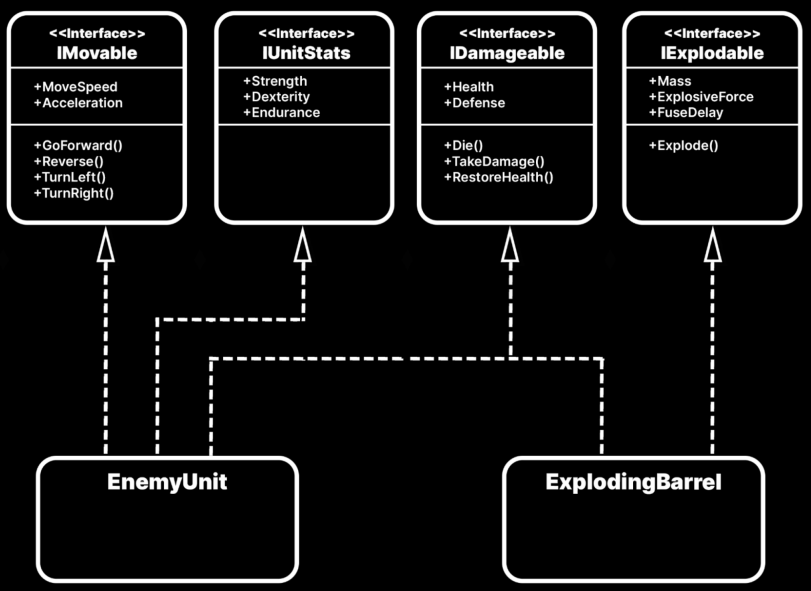 <<Interface>>
IMovable
+MoveSpeed
+Acceleration
+GoForward()
+Reverse()
+TurnLeft()
+TurnRight()
<<Interface>>
IUnitStats
+Strength
+Dexterity
+Endurance
<<Interface>>
IDamageable
+Health
+Defense
+Die()
+TakeDamage()
+RestoreHealth()
<<Interface>>
IExplodable
+Mass
+ExplosiveForce
+FuseDelay
+Explode()
EnemyUnit
ExplodingBarrel